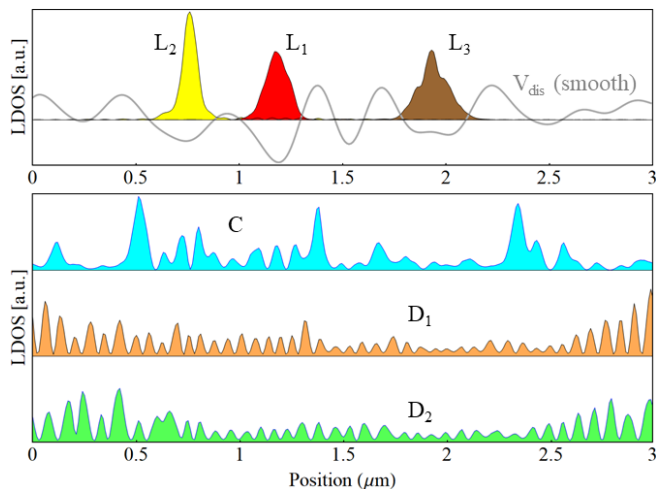 LDOS [a.u.]
L₂
L₁
L₃
V_dis (smooth)
0 0.5 1 1.5 2 2.5 3
LDOS [a.u.]
C
D₁
D₂
0 0.5 1 1.5 2 2.5 3
Position (μm)